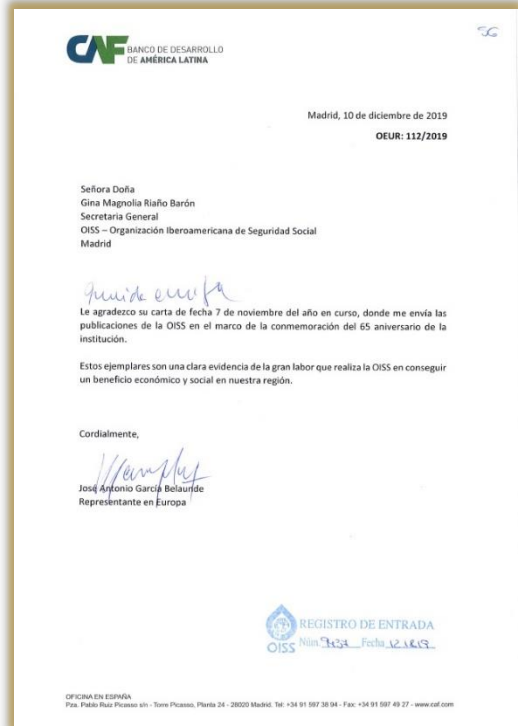 SG
CAF BANCO DE DESARROLLO
DE AMÉRICA LATINA
Madrid, 10 de diciembre de 2019
OEUR: 112/2019
Señora Doña
Gina Magnolia Riaño Barón
Secretaria General
OISS – Organización Iberoamericana de Seguridad Social
Madrid
Querida
Le agradezco su carta de fecha 7 de noviembre del año en curso, donde me envía las
publicaciones de la OISS en el marco de la conmemoración del 65 aniversario de la
institución.
Estos ejemplares son una clara evidencia de la gran labor que realiza la OISS en conseguir
un beneficio económico y social en nuestra región.
Cordialmente,
José Antonio García Belaunde
Representante en Europa
REGISTRO DE ENTRADA
OISS Núm. Fecha
OFICINA EN ESPAÑA
Pza. Pablo Ruiz Picasso s/n - Torre Picasso, Planta 24 - 28020 Madrid. Tel: +34 91 597 38 94 - Fax: +34 91 597 49 27 - www.caf.com